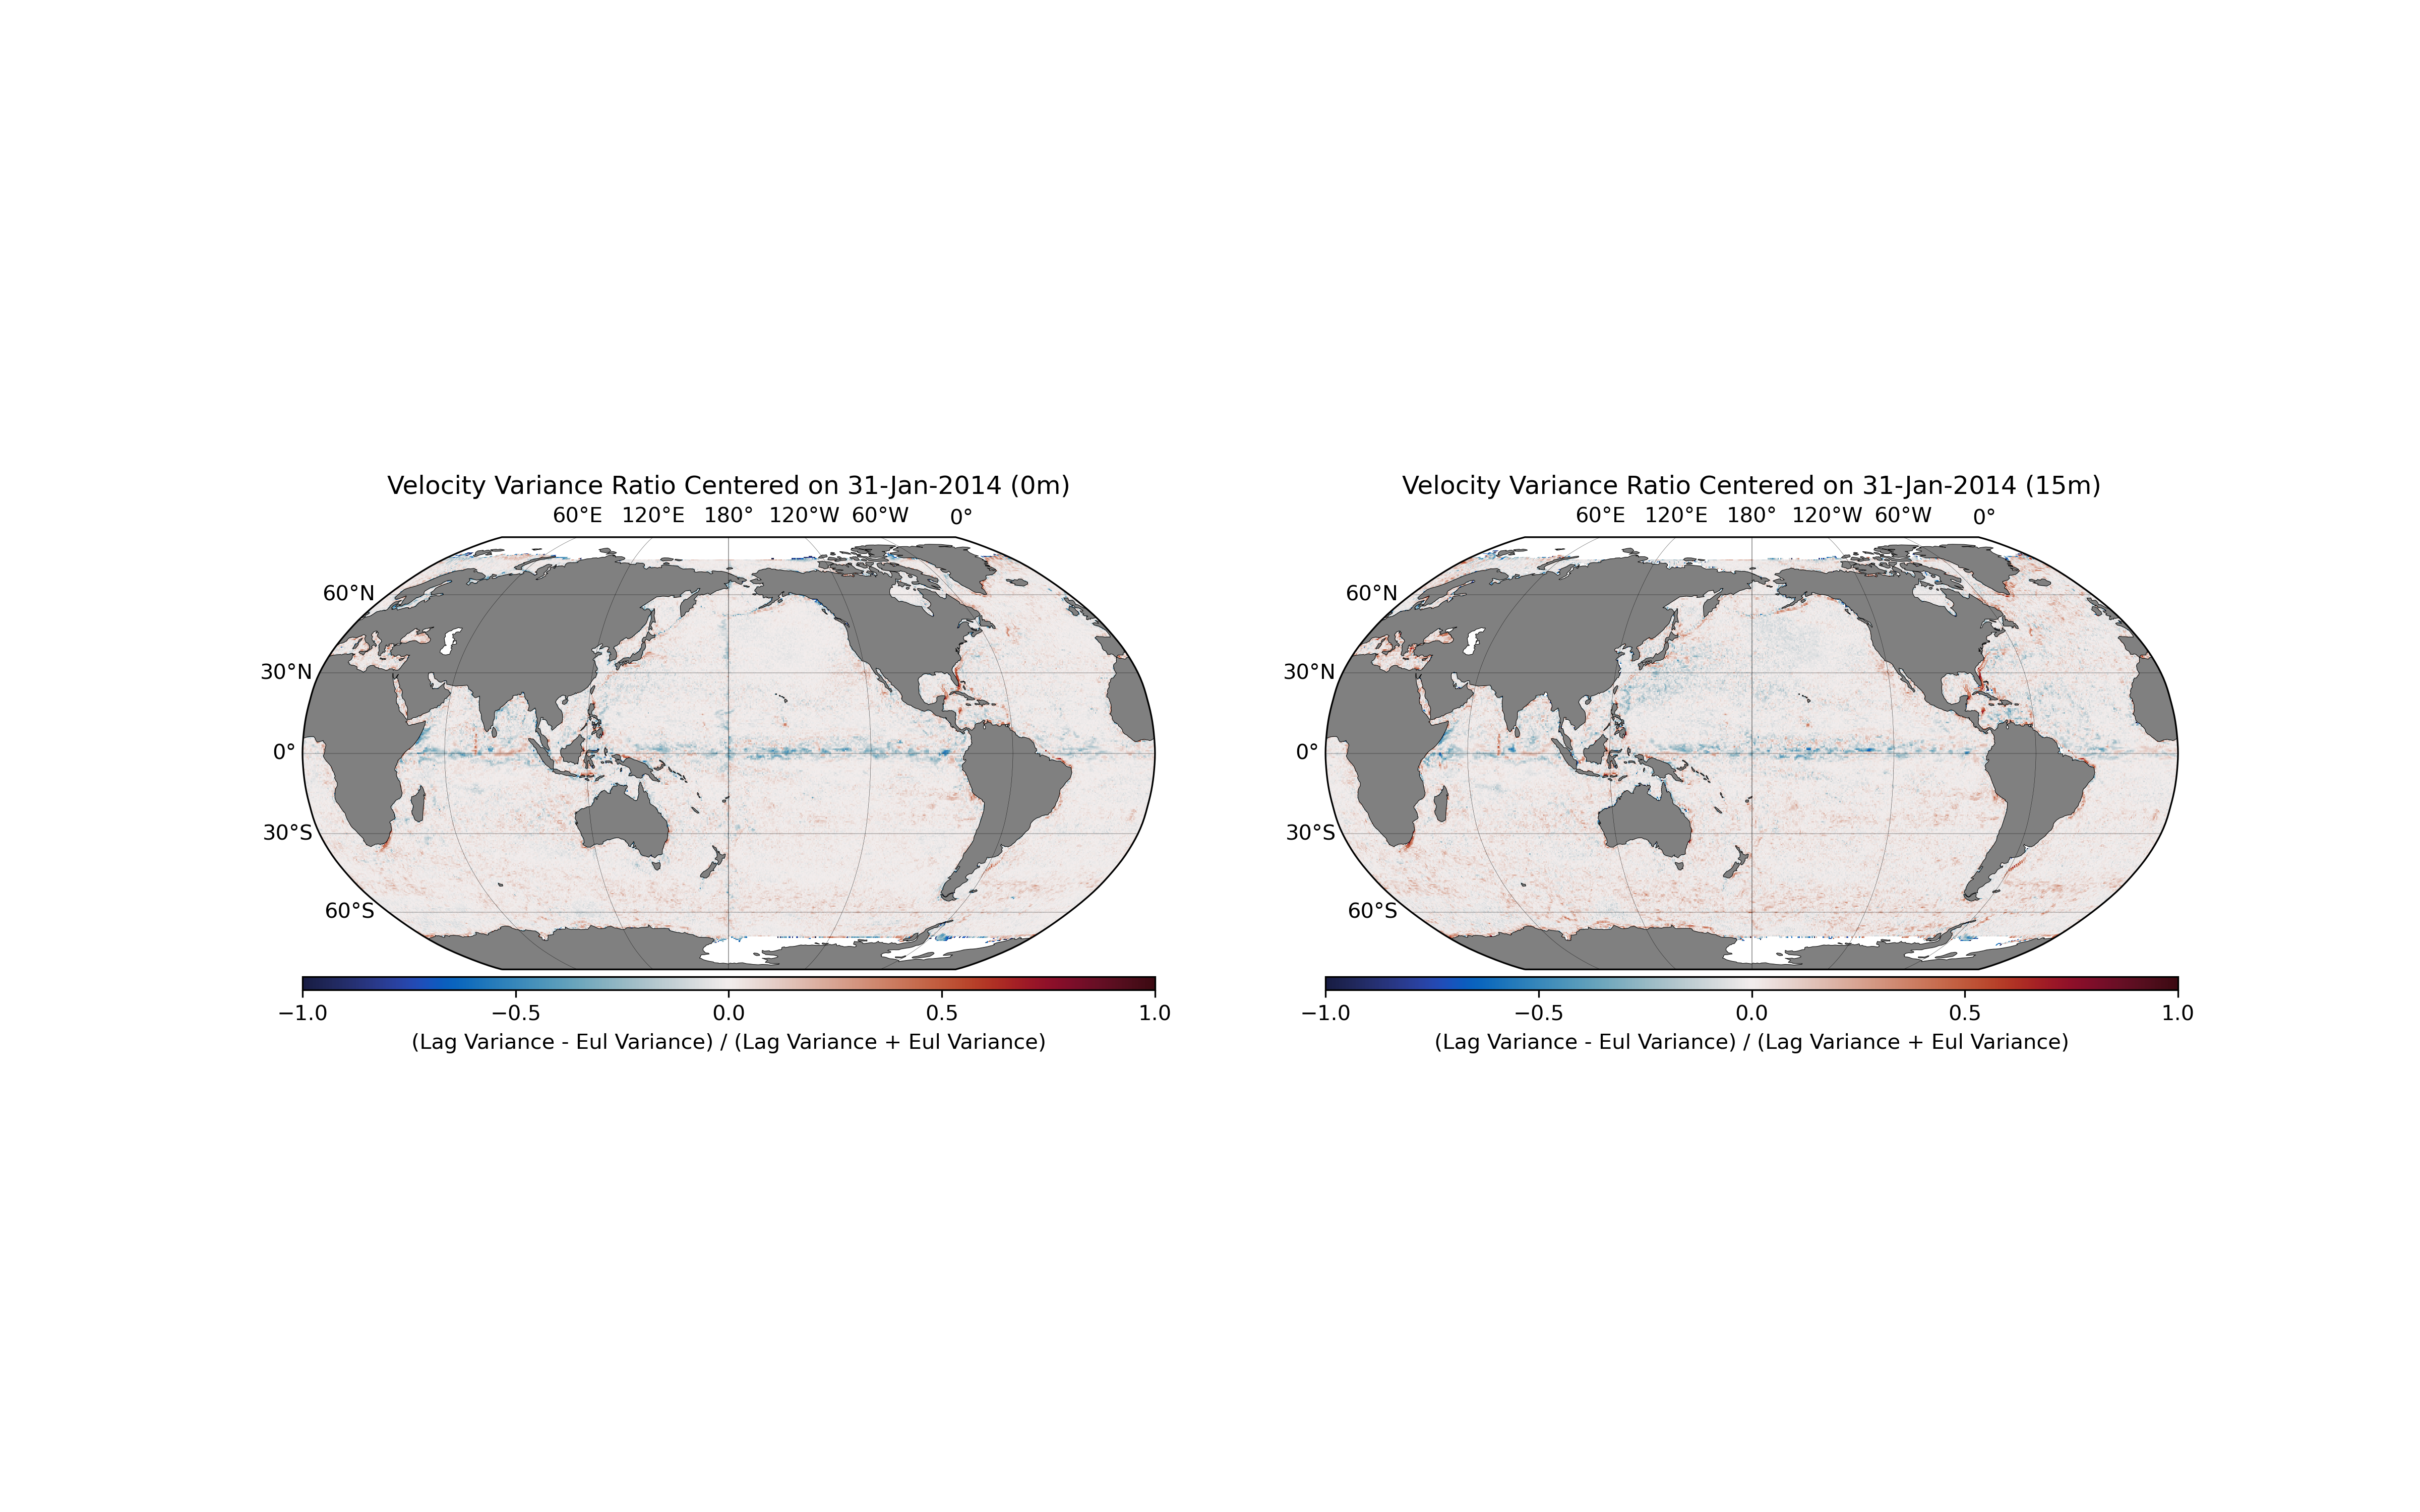 Velocity Variance Ratio Centered on 31-Jan-2014 (0m)
60°E 120°E 180° 120°W 60°W 0°
60°N
30°N
0°
30°S
60°S
−1.0 −0.5 0.0 0.5 1.0
(Lag Variance - Eul Variance) / (Lag Variance + Eul Variance)
Velocity Variance Ratio Centered on 31-Jan-2014 (15m)
60°E 120°E 180° 120°W 60°W 0°
60°N
30°N
0°
30°S
60°S
−1.0 −0.5 0.0 0.5 1.0
(Lag Variance - Eul Variance) / (Lag Variance + Eul Variance)